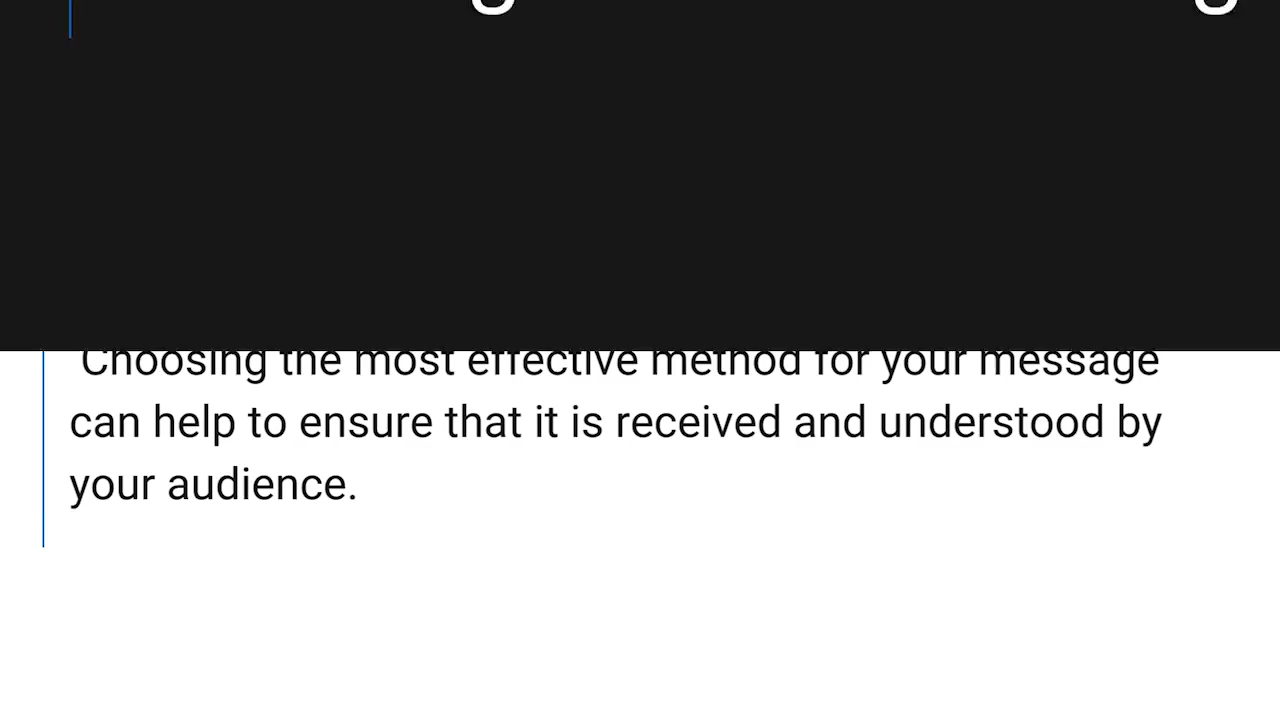 Choosing the most effective method for your message
can help to ensure that it is received and understood by
your audience.